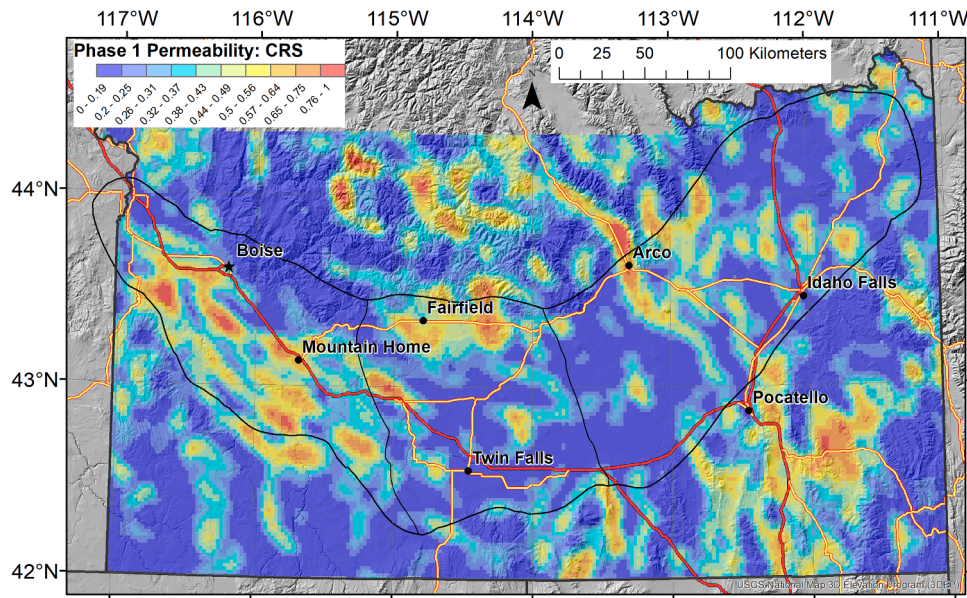 117°W 116°W 115°W 114°W 113°W 112°W 111°W
Phase 1 Permeability: CRS
0 - 0.19
0.2 - 0.25
0.26 - 0.31
0.32 - 0.37
0.38 - 0.43
0.44 - 0.49
0.5 - 0.56
0.57 - 0.64
0.65 - 0.75
0.76 - 1
0 25 50 100 Kilometers
44°N
Boise
Arco
Idaho Falls
Fairfield
Mountain Home
43°N
Pocatello
Twin Falls
42°N
USGS National Map 3D Elevation Program (3DEP)